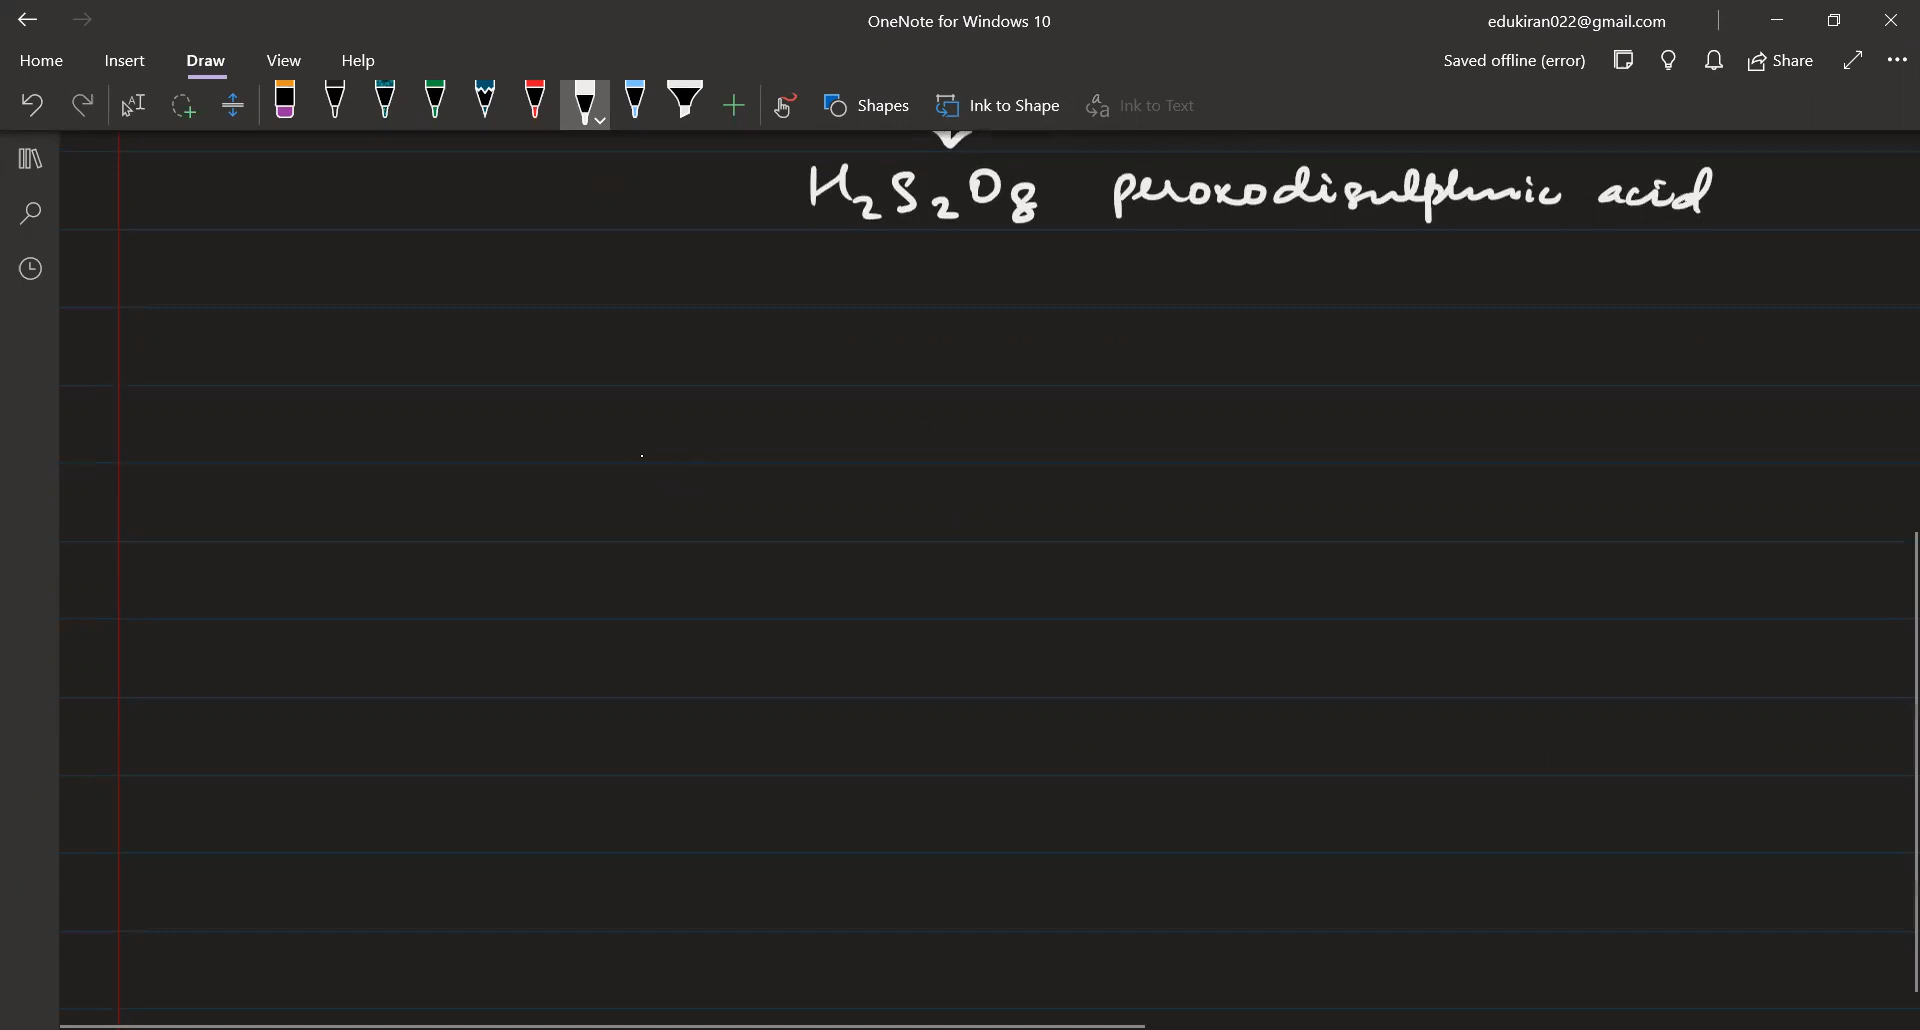 OneNote for Windows 10
edukiran022@gmail.com
Home Insert Draw View Help
Saved offline (error) Share
Shapes Ink to Shape Ink to Text
H₂S₂O₈ peroxodisulphuric acid